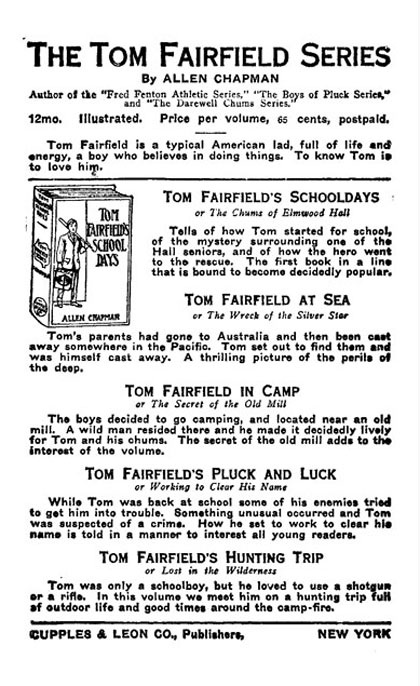 THE TOM FAIRFIELD SERIES
By ALLEN CHAPMAN
Author of the "Fred Fenton Athletic Series," "The Boys of Pluck Series,"
and "The Darewell Chums Series."
12mo. Illustrated. Price per volume, 65 cents, postpaid.
Tom Fairfield is a typical American lad, full of life and
energy, a boy who believes in doing things. To know Tom is
to love him.
TOM
FAIRFIELD'S
SCHOOL
DAYS
ALLEN CHAPMAN
TOM FAIRFIELD'S SCHOOLDAYS
or The Chums of Elmwood Hall
Tells of how Tom started for school,
of the mystery surrounding one of the
Hall seniors, and of how the hero went
to the rescue. The first book in a line
that is bound to become decidedly popular.
TOM FAIRFIELD AT SEA
or The Wreck of the Silver Star
Tom's parents had gone to Australia and then been cast
away somewhere in the Pacific. Tom set out to find them and
was himself cast away. A thrilling picture of the perils of
the deep.
TOM FAIRFIELD IN CAMP
or The Secret of the Old Mill
The boys decided to go camping, and located near an old
mill. A wild man resided there and he made it decidedly lively
for Tom and his chums. The secret of the old mill adds to the
interest of the volume.
TOM FAIRFIELD'S PLUCK AND LUCK
or Working to Clear His Name
While Tom was back at school some of his enemies tried
to get him into trouble. Something unusual occurred and Tom
was suspected of a crime. How he set to work to clear his
name is told in a manner to interest all young readers.
TOM FAIRFIELD'S HUNTING TRIP
or Lost in the Wilderness
Tom was only a schoolboy, but he loved to use a shotgun
or a rifle. In this volume we meet him on a hunting trip full
of outdoor life and good times around the camp-fire.
CUPPLES & LEON CO., Publishers, NEW YORK